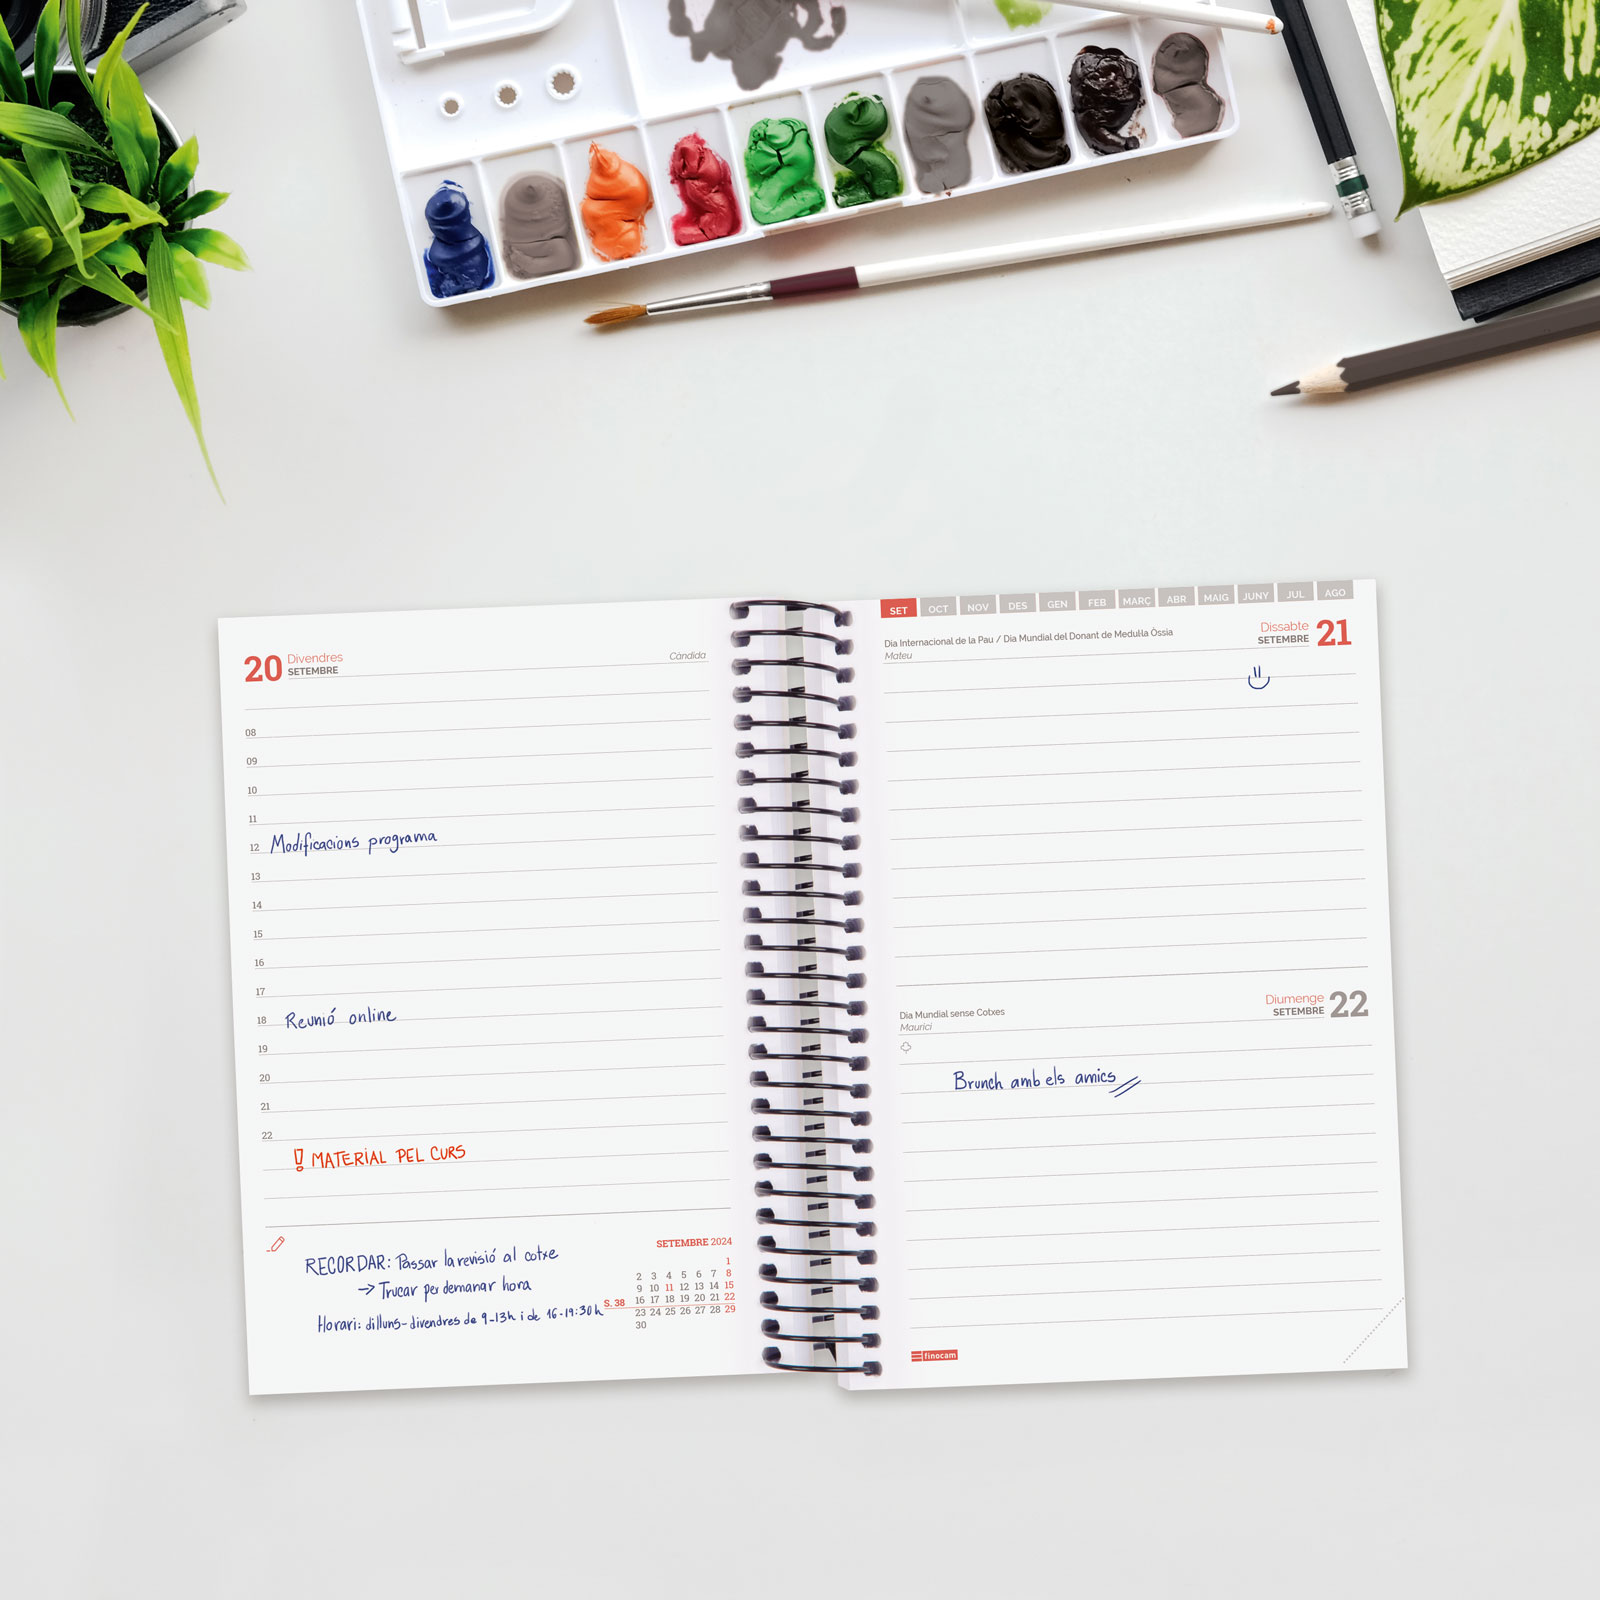 20 Divendres
SETEMBRE
Càndida
08
09
10
11
12 Modificacions programa
13
14
15
16
17
18 Reunió online
19
20
21
22
! MATERIAL PEL CURS
RECORDAR: Passar la revisió al cotxe
→ Trucar per demanar hora
Horari: dilluns-divendres de 9-13h i de 16-19:30h
SETEMBRE 2024
1
2 3 4 5 6 7 8
9 10 11 12 13 14 15
S. 38 16 17 18 19 20 21 22
23 24 25 26 27 28 29
30
SET OCT NOV DES GEN FEB MARÇ ABR MAIG JUNY JUL AGO
Dia Internacional de la Pau / Dia Mundial del Donant de Medul·la Òssia
Mateu
Dissabte 21
SETEMBRE
Dia Mundial sense Cotxes
Maurici
Diumenge 22
SETEMBRE
Brunch amb els amics
finocam